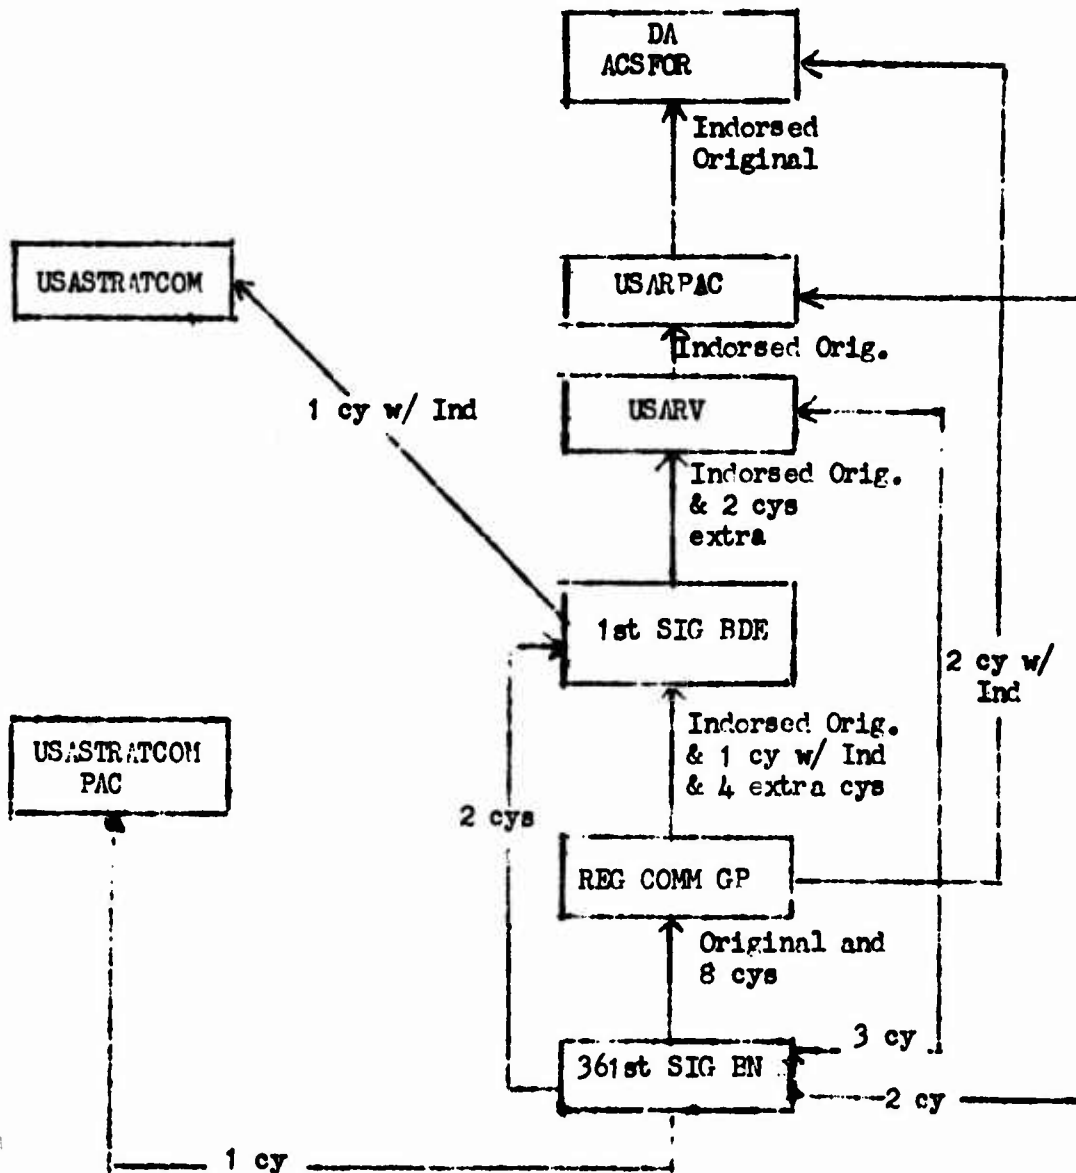 DA
ACSFOR
Indorsed
Original
USASTRATCOM
USARPAC
Indorsed Orig.
1 cy w/ Ind
USARV
Indorsed Orig.
& 2 cys
extra
1st SIG BDE
2 cy w/
Ind
USASTRATCOM
PAC
Indorsed Orig.
& 1 cy w/ Ind
& 4 extra cys
2 cys
REG COMM GP
Original and
8 cys
3 cy
361st SIG BN
2 cy
1 cy